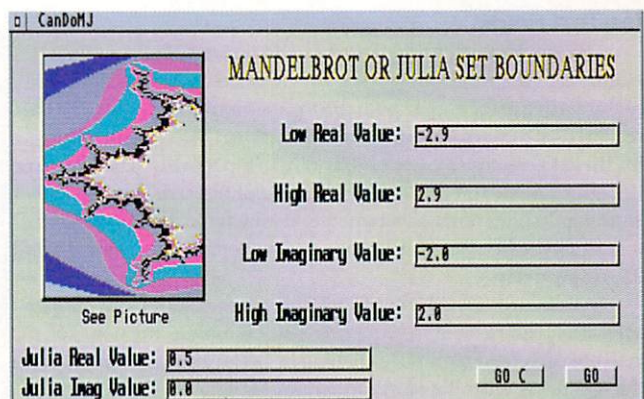 CanDoMJ
MANDELBROT OR JULIA SET BOUNDARIES
Low Real Value: -2.9
High Real Value: 2.9
Low Imaginary Value: -2.0
High Imaginary Value: 2.0
See Picture
Julia Real Value: 0.5
Julia Imag Value: 0.0
GO C GO